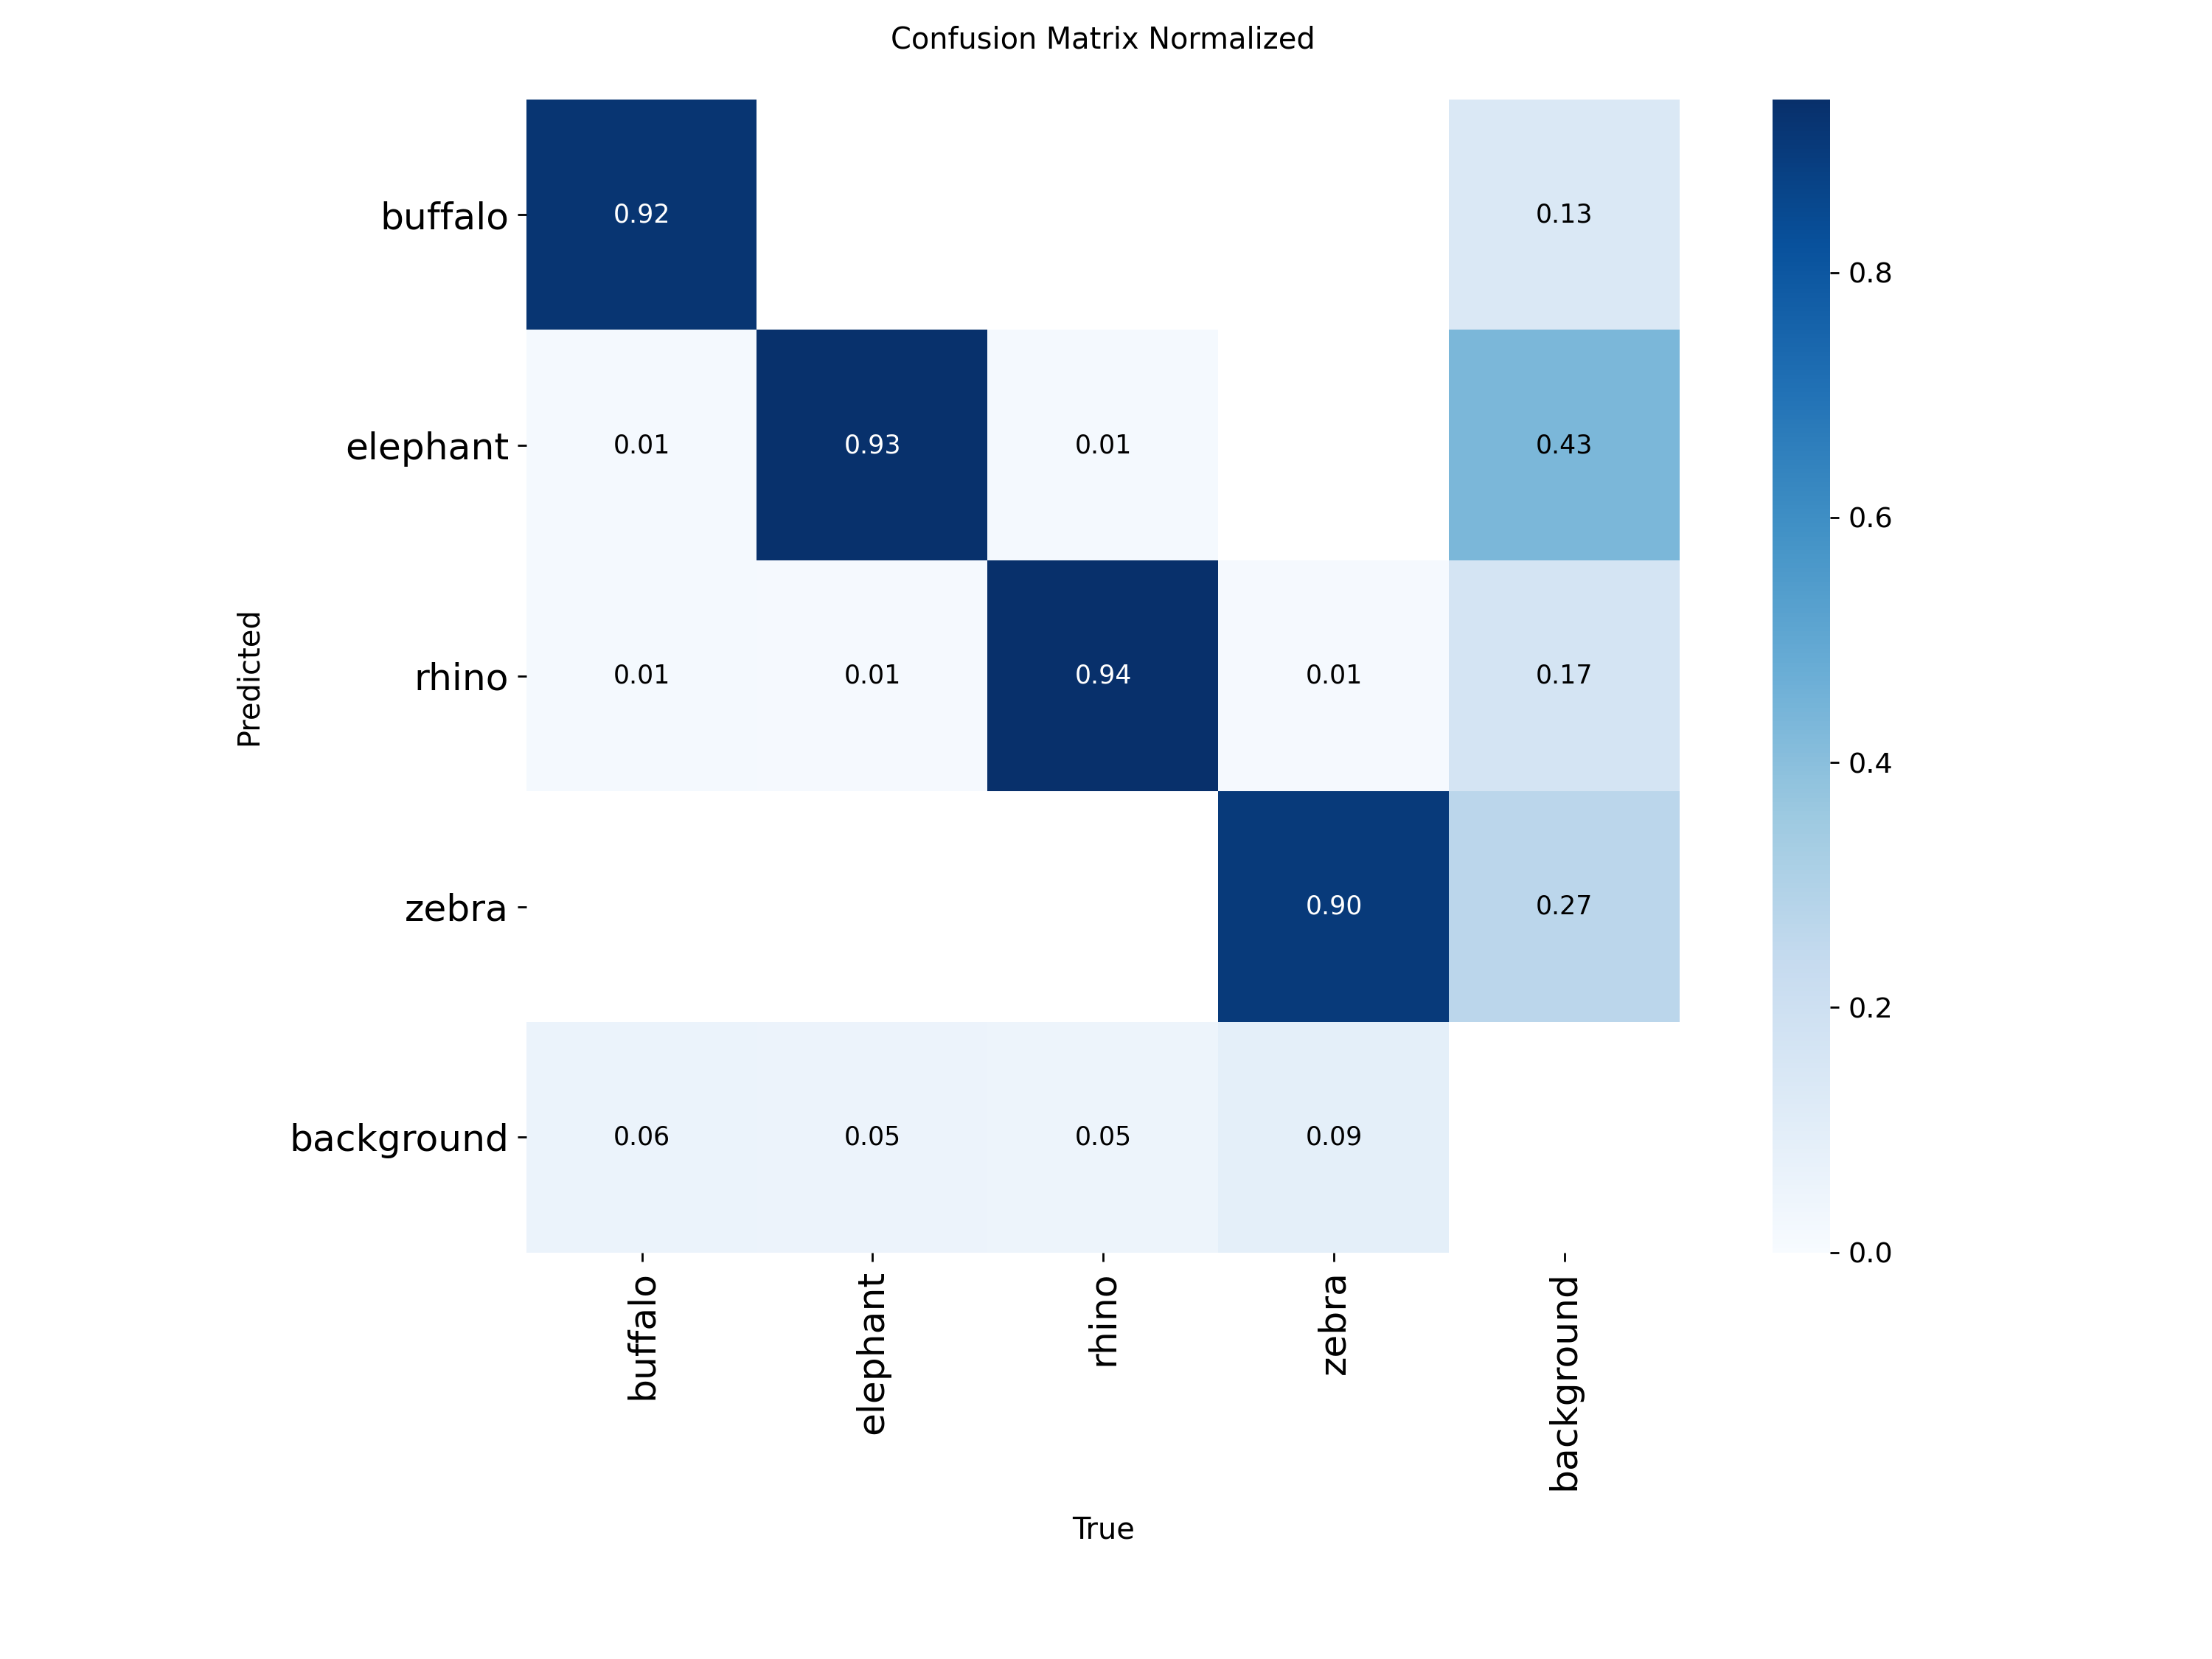 Confusion Matrix Normalized
buffalo 0.92 0.13
elephant 0.01 0.93 0.01 0.43
rhino 0.01 0.01 0.94 0.01 0.17
zebra 0.90 0.27
background 0.06 0.05 0.05 0.09
Predicted
buffalo elephant rhino zebra background
True
0.8
0.6
0.4
0.2
0.0